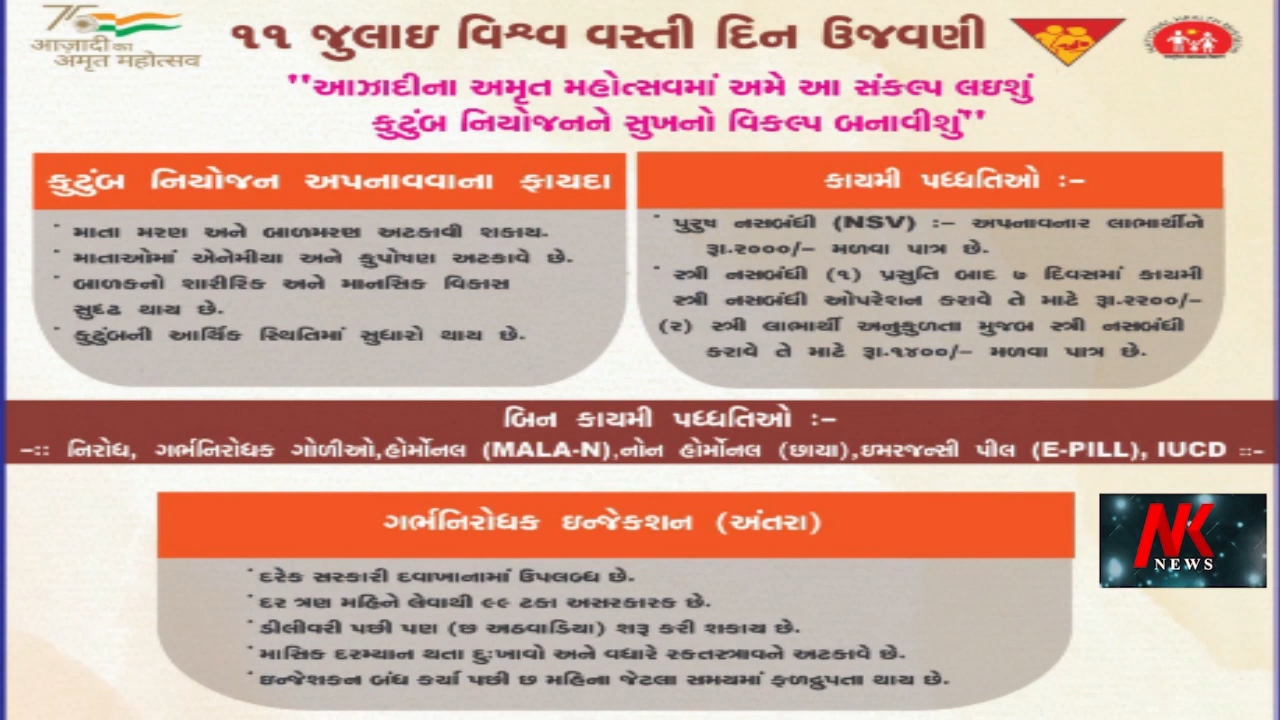 आज़ादी का
अमृत महोत्सव
૧૧ જુલાઇ વિશ્વ વસ્તી દિન ઉજવણી
"આઝાદીના અમૃત મહોત્સવમાં અમે આ સંકલ્પ લઇશું
કુટુંબ નિયોજનને સુખનો વિકલ્પ બનાવીશું"
કુટુંબ નિયોજન અપનાવવાના ફાયદા
માતા મરણ અને બાળમરણ અટકાવી શકાય.
માતાઓમાં એનેમીયા અને કુપોષણ અટકાવે છે.
બાળકનો શારીરિક અને માનસિક વિકાસ
સુદઢ થાય છે.
કુટુંબની આર્થિક સ્થિતિમાં સુધારો થાય છે.
કાયમી પધ્ધતિઓ :-
પુરુષ નસબંધી (NSV) :- અપનાવનાર લાભાર્થીને
રૂા.૨૦૦૦/- મળવા પાત્ર છે.
સ્ત્રી નસબંધી (૧) પ્રસુતિ બાદ ૭ દિવસમાં કાયમી
સ્ત્રી નસબંધી ઓપરેશન કરાવે તે માટે રૂા.૨૨૦૦/-
(૨) સ્ત્રી લાભાર્થી અનુકુળતા મુજબ સ્ત્રી નસબંધી
કરાવે તે માટે રૂા.૧૪૦૦/- મળવા પાત્ર છે.
બિન કાયમી પધ્ધતિઓ :-
-:: નિરોધ, ગર્ભનિરોધક ગોળીઓ,હોર્મોનલ (MALA-N),નોન હોર્મોનલ (છાયા),ઇમરજન્સી પીલ (E-PILL), IUCD ::-
ગર્ભનિરોધક ઇન્જેકશન (અંતરા)
દરેક સરકારી દવાખાનામાં ઉપલબ્ધ છે.
દર ત્રણ મહિને લેવાથી ૯૯ ટકા અસરકારક છે.
ડીલીવરી પછી પણ (છ અઠવાડિયા) શરૂ કરી શકાય છે.
માસિક દરમ્યાન થતા દુઃખાવો અને વધારે રક્તસ્ત્રાવને અટકાવે છે.
ઇન્જેશકન બંધ કર્યા પછી છ મહિના જેટલા સમયમાં ફળદ્રુપતા થાય છે.
NK
NEWS